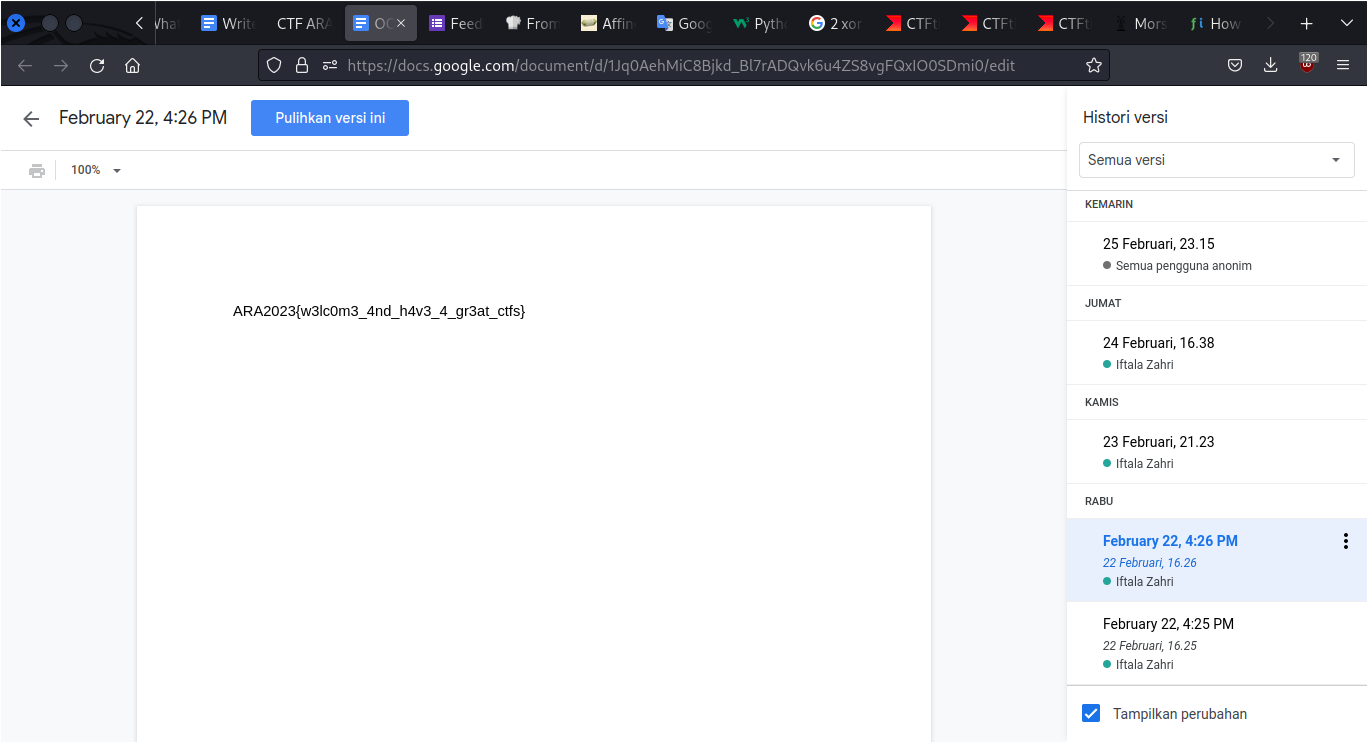 Write
CTF ARA
OC
Feed
From
Affin
Goog
Pyth
2 xor
CTFt
CTFt
CTFt
Mors
How
https://docs.google.com/document/d/1Jq0AehMiC8Bjkd_Bl7rADQvk6u4ZS8vgFQxIO0SDmi0/edit
120
February 22, 4:26 PM
Pulihkan versi ini
100%
ARA2023{w3lc0m3_4nd_h4v3_4_gr3at_ctfs}
Histori versi
Semua versi
KEMARIN
25 Februari, 23.15
Semua pengguna anonim
JUMAT
24 Februari, 16.38
Iftala Zahri
KAMIS
23 Februari, 21.23
Iftala Zahri
RABU
February 22, 4:26 PM
22 Februari, 16.26
Iftala Zahri
February 22, 4:25 PM
22 Februari, 16.25
Iftala Zahri
Tampilkan perubahan